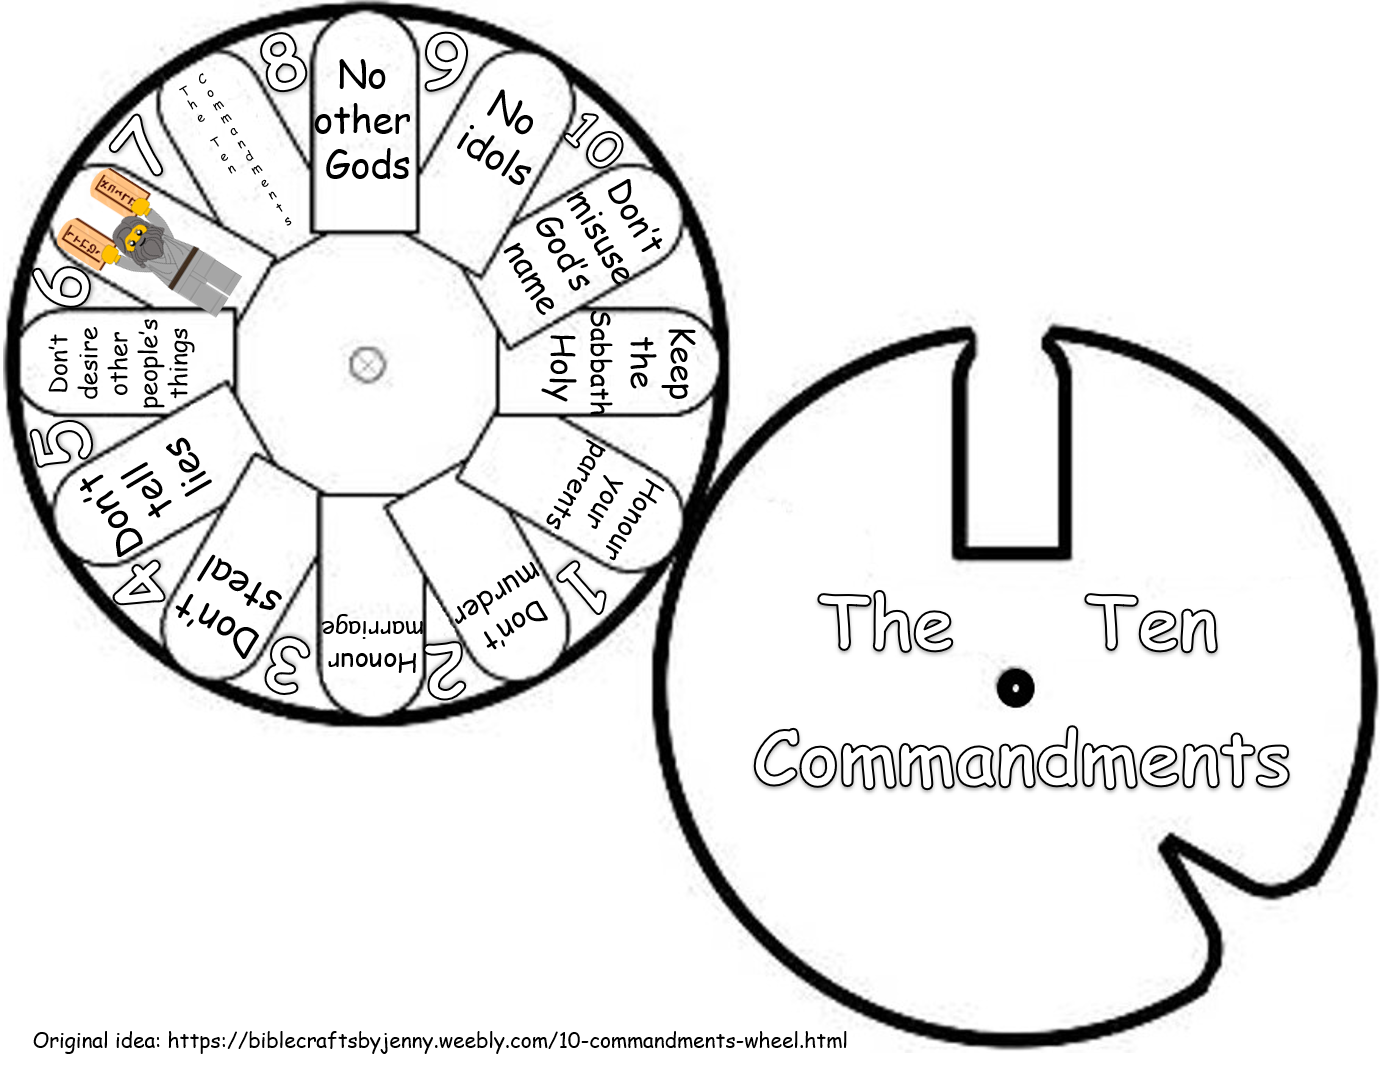 No
other
Gods
9
No
idols
10
Don't
misuse
God's
name
Keep
the
Sabbath
Holy
Honour
your
parents
1
Don't
murder
2
Honour
marriage
3
Don't
steal
4
Don't
tell
lies
5
Don't
desire
other
people's
things
6
7
The Ten
Commandments
8
The Ten
Commandments
Original idea: https://biblecraftsbyjenny.weebly.com/10-commandments-wheel.html